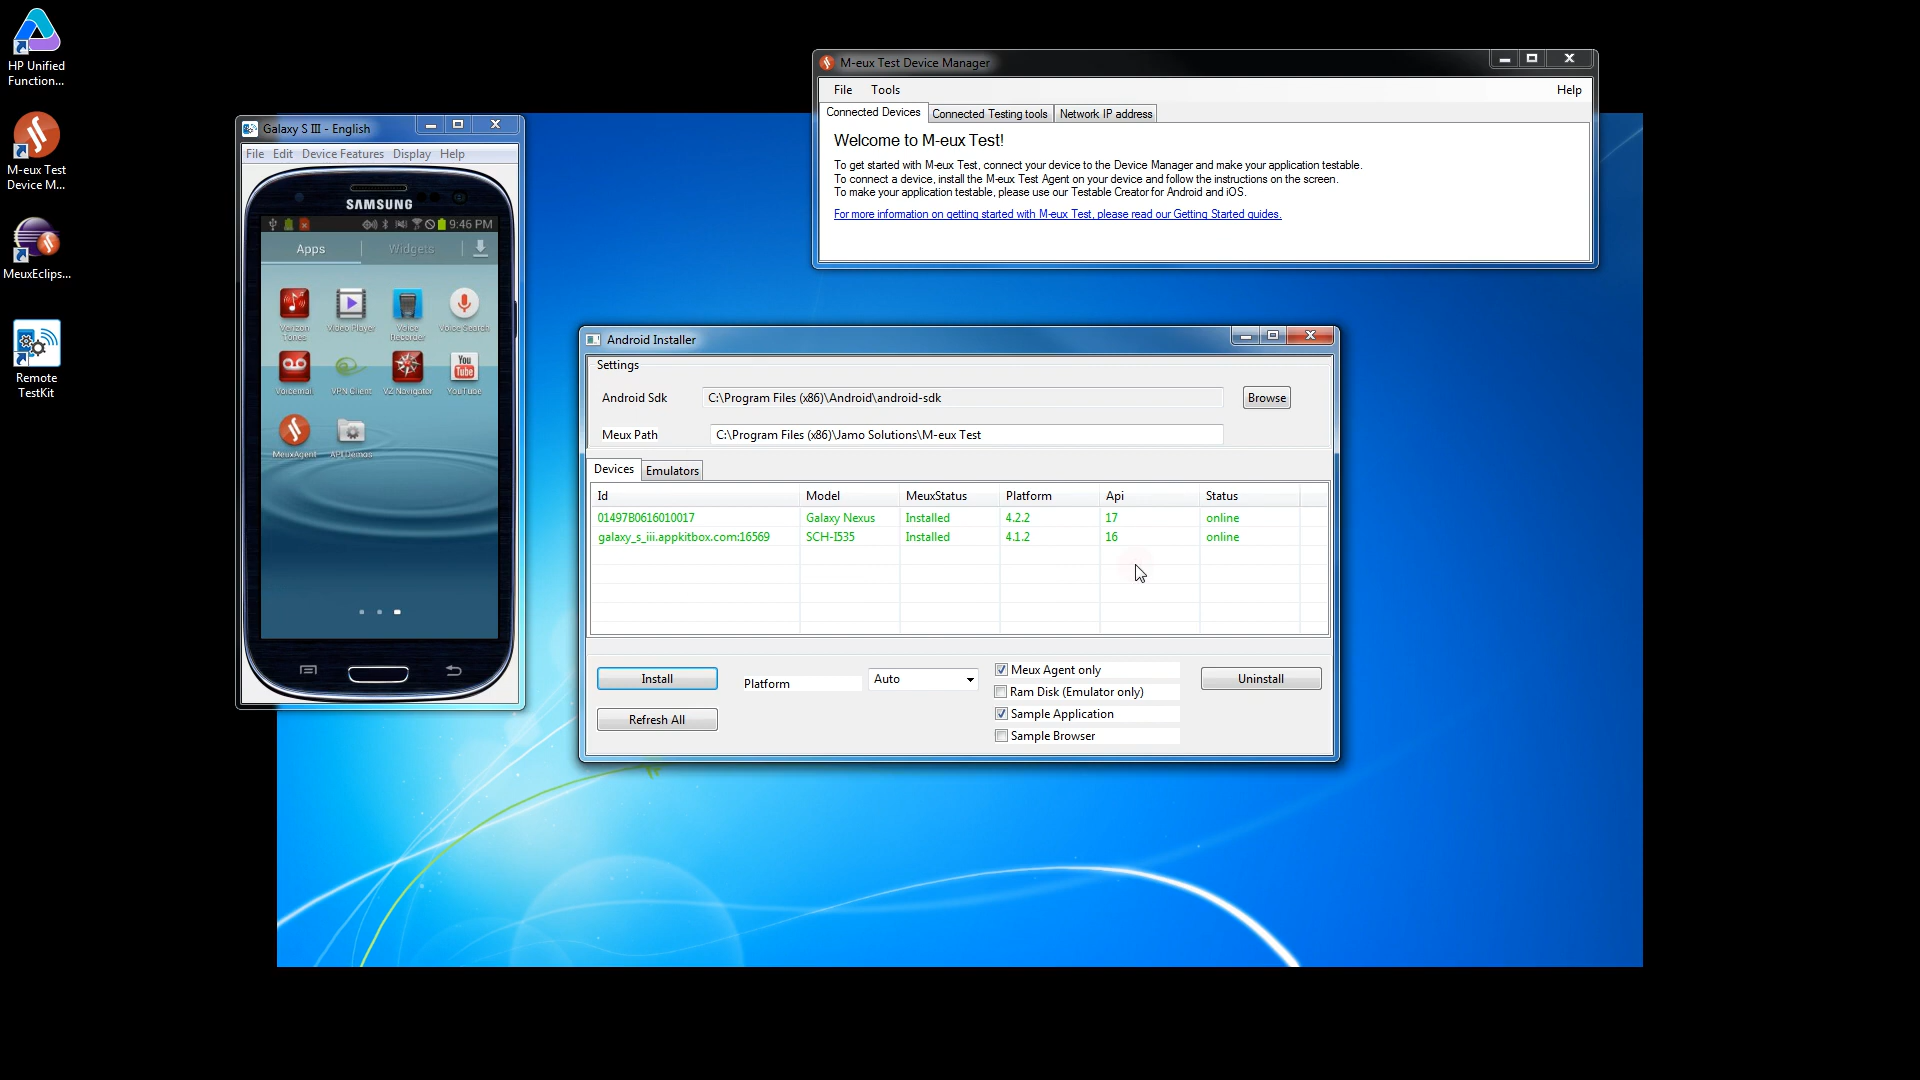 HP Unified
Function...
M-eux Test
Device M...
MeuxEclips...
Remote
TestKit
Galaxy S III - English
File Edit Device Features Display Help
SAMSUNG
9:46 PM
Apps Widgets
Verizon Tones
Video Player
Voice Recorder
Voice Search
Voicemail
VPN Client
VZ Navigator
YouTube
You Tube
MeuxAgent
API Demos
M-eux Test Device Manager
File Tools Help
Connected Devices Connected Testing tools Network IP address
Welcome to M-eux Test!
To get started with M-eux Test, connect your device to the Device Manager and make your application testable.
To connect a device, install the M-eux Test Agent on your device and follow the instructions on the screen.
To make your application testable, please use our Testable Creator for Android and iOS.
For more information on getting started with M-eux Test, please read our Getting Started guides.
Android Installer
Settings
Android Sdk C:\Program Files (x86)\Android\android-sdk Browse
Meux Path C:\Program Files (x86)\Jamo Solutions\M-eux Test
Devices Emulators
Id Model MeuxStatus Platform Api Status
01497B0616010017 Galaxy Nexus Installed 4.2.2 17 online
galaxy_s_iii.appkitbox.com:16569 SCH-I535 Installed 4.1.2 16 online
Install Platform Auto Meux Agent only Uninstall
Ram Disk (Emulator only)
Refresh All Sample Application
Sample Browser